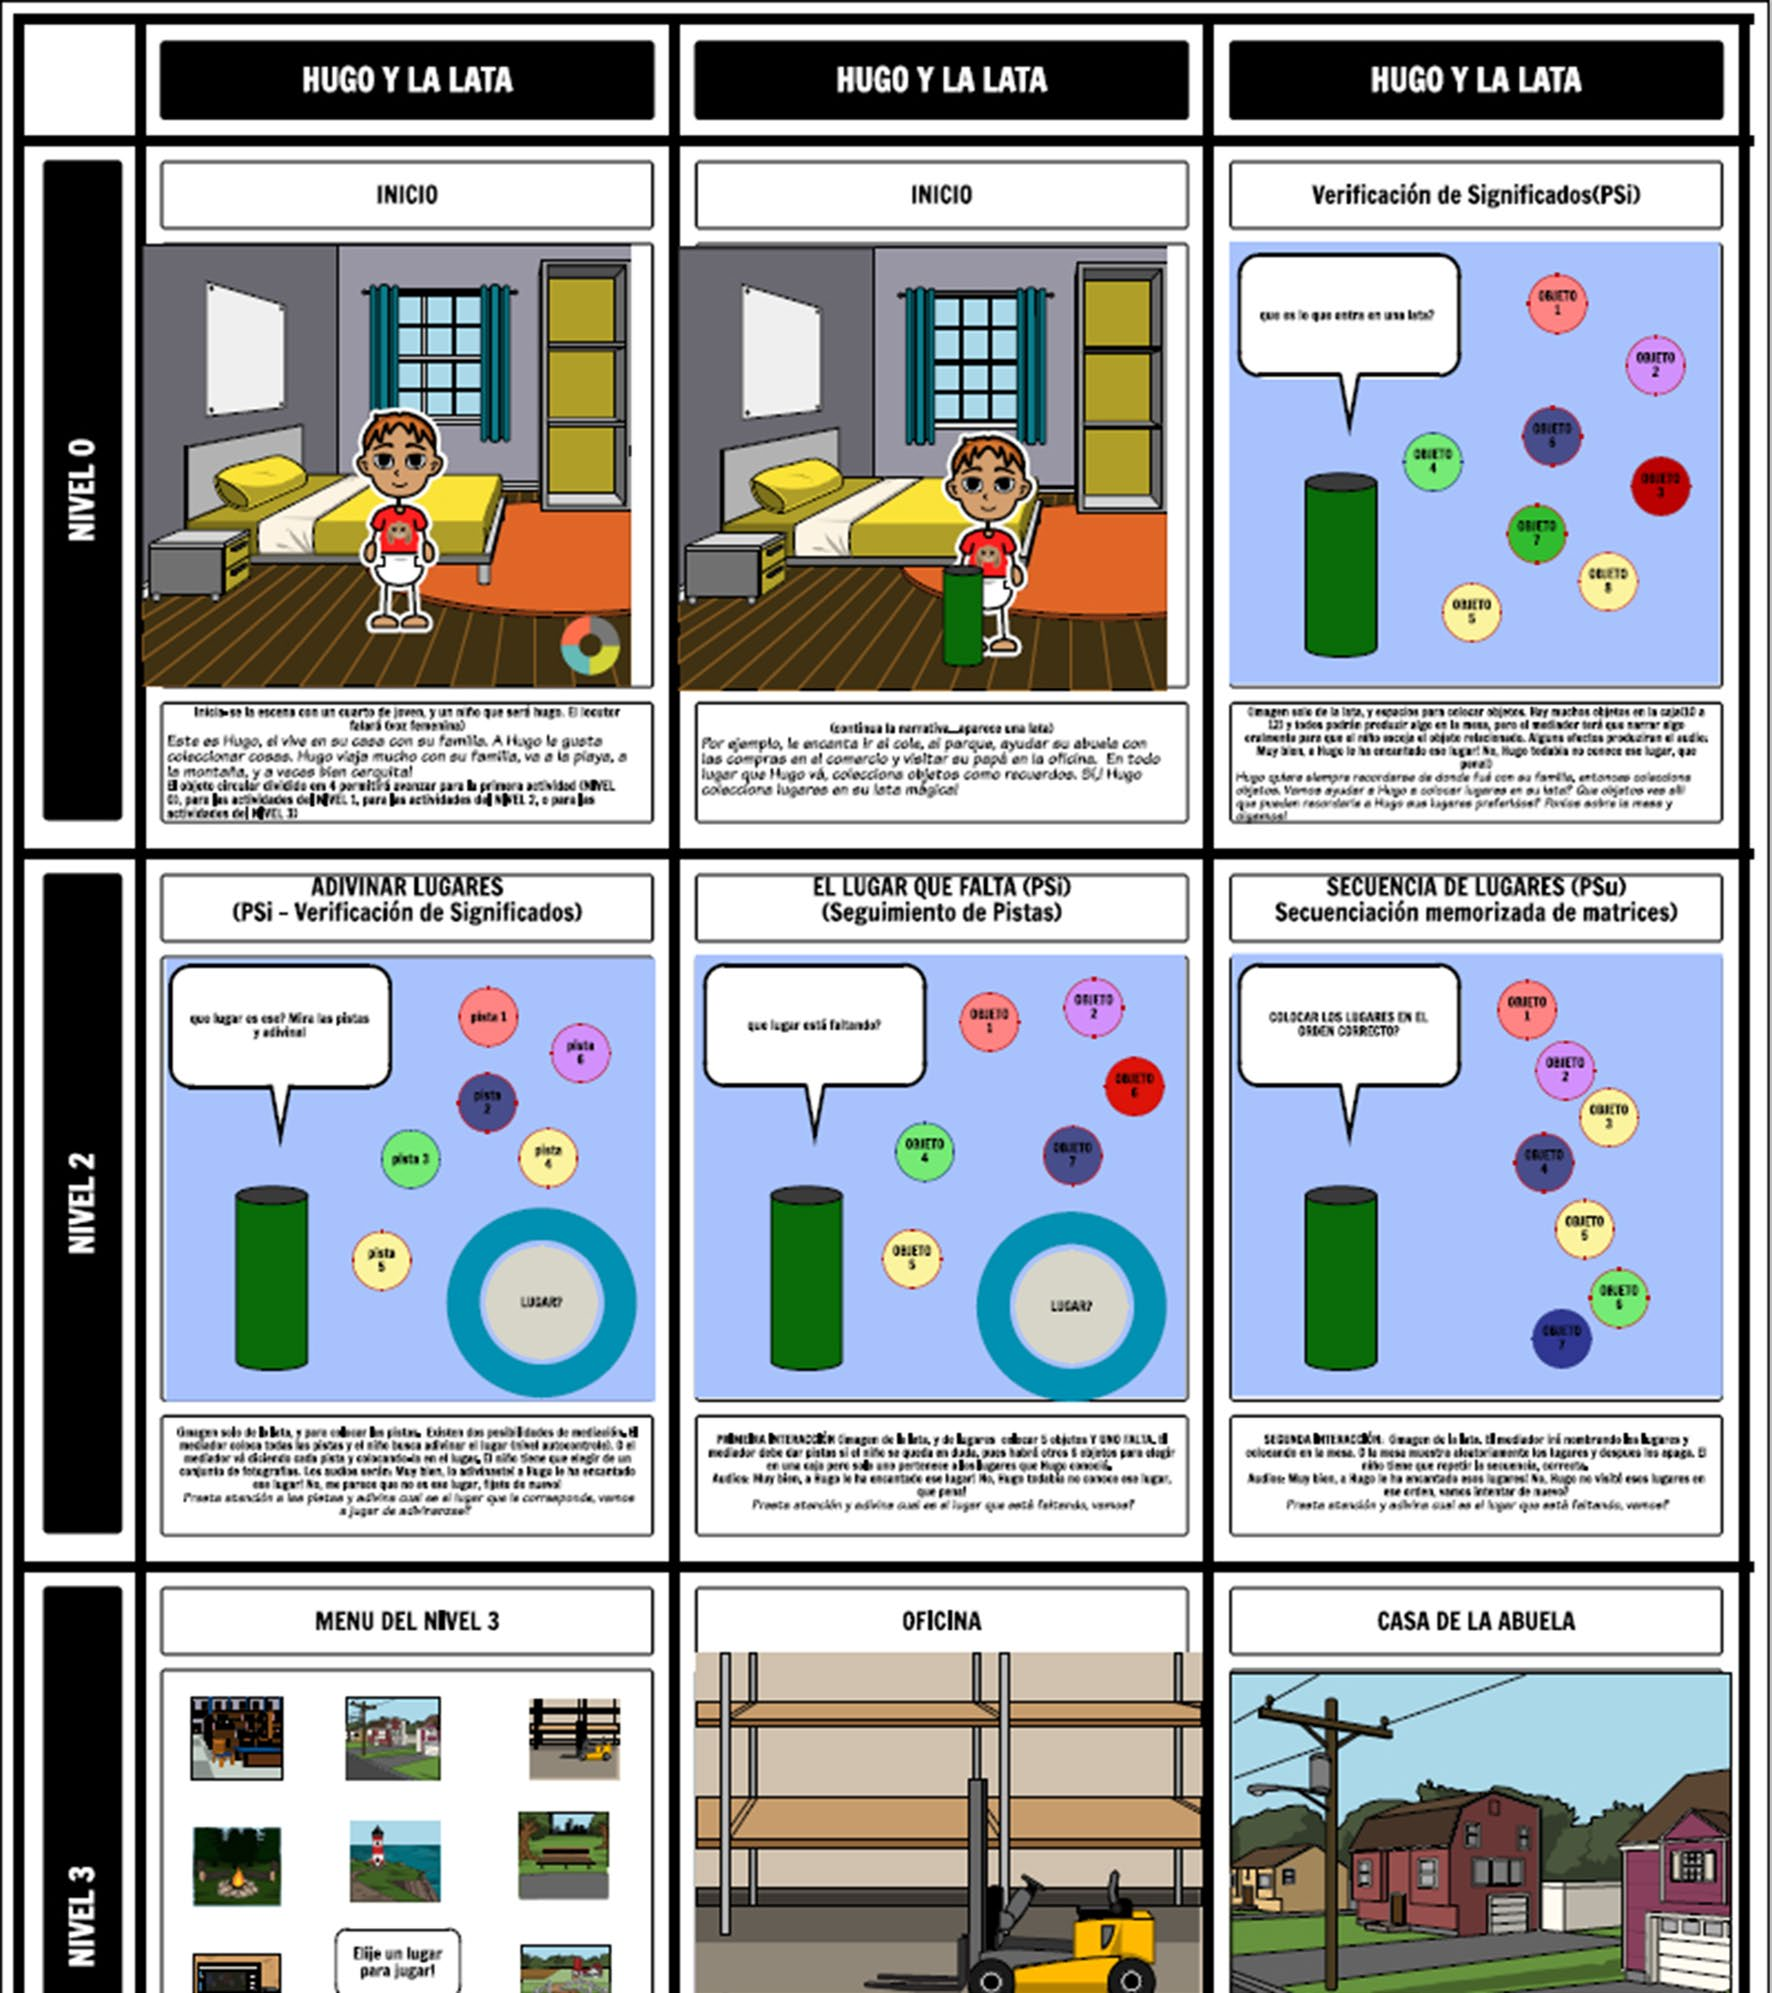 HUGO Y LA LATA
HUGO Y LA LATA
HUGO Y LA LATA
NIVEL 0
INICIO
Inicia-se la escena con un cuarto de joven, y un niño que será hugo. El locutor
falará (voz femenina)
Este es Hugo, el vive en su casa con su familia. A Hugo le gusta
coleccionar cosas. Hugo viaja mucho con su familia, va a la playa, a
la montaña, y a veces bien cerquita!
El objeto circular dividido en 4 permitirá avanzar para la primera actividad (NIVEL
0), para las actividades del NIVEL 1, para las actividades del NIVEL 2, o para las
actividades del NIVEL 3)
INICIO
(continua la narrativa...aparece una lata)
Por ejemplo, le encanta ir al cole, al parque, ayudar su abuela con
las compras en el comercio y visitar su papá en la oficina. En todo
lugar que Hugo vá, colecciona objetos como recuerdos. SÍ,! Hugo
colecciona lugares en su lata mágica!
Verificación de Significados(PSi)
que es lo que entra en una lata?
OBJETO
1
OBJETO
2
OBJETO
6
OBJETO
4
OBJETO
3
OBJETO
7
OBJETO
8
OBJETO
5
(Imagen solo de la lata, y espacios para colocar objetos. Hay muchos objetos en la caja(10 a
12) y todos podrán producir algo en la mesa, pero el mediador terá que narrar algo
oralmente para que el niño escoja el objeto relacionado. Alguns efectos produciran el audio:
Muy bien, a Hugo le ha encantado ese lugar! No, Hugo todabía no conoce ese lugar, que
pena!)
Hugo quiere siempre recordarse de donde fué con su familia, entonces colecciona
objetos. Vamos ayudar a Hugo a colocar lugares en su lata? Que objetos ves allí
que pueden recordarle a Hugo sus lugares preferidos? Ponlos sobre la mesa y
oigamos!
NIVEL 2
ADIVINAR LUGARES
(PSi - Verificación de Significados)
que lugar es ese? Mira las pistas
y adivina!
pista 1
pista
6
pista
2
pista 3
pista
4
pista
5
LUGAR?
(Imagen solo de la lata, y para colocar las pistas. Existen dos posibilidades de mediación. El
mediador coloca todas las pistas y el niño busca adivinar el lugar (nivel autocontrole). O el
mediador vá diciendo cada pista y colocando-la en el lugar. El niño tiene que elegir de un
conjunto de fotografías. Los audios serán: Muy bien, lo adivinaste! a Hugo le ha encantado
ese lugar! No, me parece que no es ese lugar, fíjate de nuevo!
Presta atención a las pistas y adivina cual es el lugar que le corresponde, vamos
a jugar de adivinanzas?
EL LUGAR QUE FALTA (PSi)
(Seguimiento de Pistas)
que lugar está faltando?
OBJETO
1
OBJETO
2
OBJETO
6
OBJETO
4
OBJETO
7
OBJETO
5
LUGAR?
PRIMEIRA INTERACCIÓN (imagen de la lata, y de lugares colocar 5 objetos Y UNO FALTA. El
mediador debe dar pistas si el niño se queda en duda, pues habrá otros 6 objetos para elegir
en una caja pero solo uno pertenece a los lugares que Hugo conoció.
Audios: Muy bien, a Hugo le ha encantado ese lugar! No, Hugo todabía no conoce ese lugar,
que pena!
Presta atención y adivina cual es el lugar que está faltando, vamos?
SECUENCIA DE LUGARES (PSu)
Secuenciación memorizada de matrices)
COLOCAR LOS LUGARES EN EL
ORDEN CORRECTO?
OBJETO
1
OBJETO
2
OBJETO
3
OBJETO
4
OBJETO
5
OBJETO
6
OBJETO
7
SEGUNDA INTERACCIÓN: (imagen de la lata. El mediador irá nombrando los lugares y
colocando en la mesa. O la mesa muestra aleatoriamente los lugares y despues los apaga. El
niño tiene que repetir la secuencia, correcta.
Audios: Muy bien, a Hugo le ha encantado esos lugares! No, Hugo no visitó esos lugares en
ese orden, vamos intentar de nuevo?
Presta atención y adivina cual es el lugar que está faltando, vamos?
NIVEL 3
MENU DEL NIVEL 3
Elije un lugar
para jugar!
OFICINA
CASA DE LA ABUELA